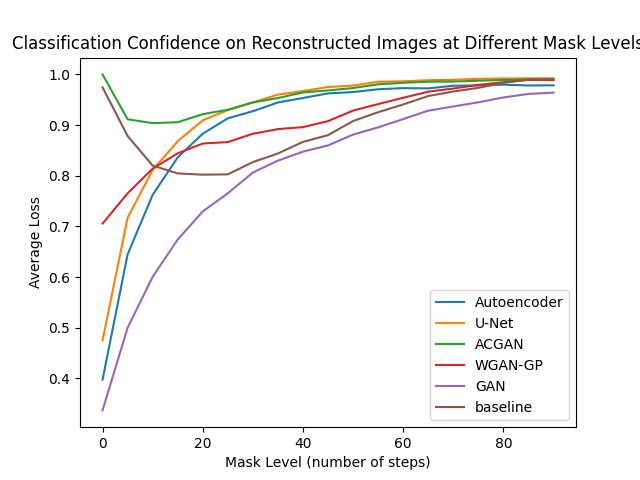 Classification Confidence on Reconstructed Images at Different Mask Levels
1.0
0.9
0.8
0.7
0.6
0.5
0.4
Average Loss
0 20 40 60 80
Mask Level (number of steps)
Autoencoder
U-Net
ACGAN
WGAN-GP
GAN
baseline